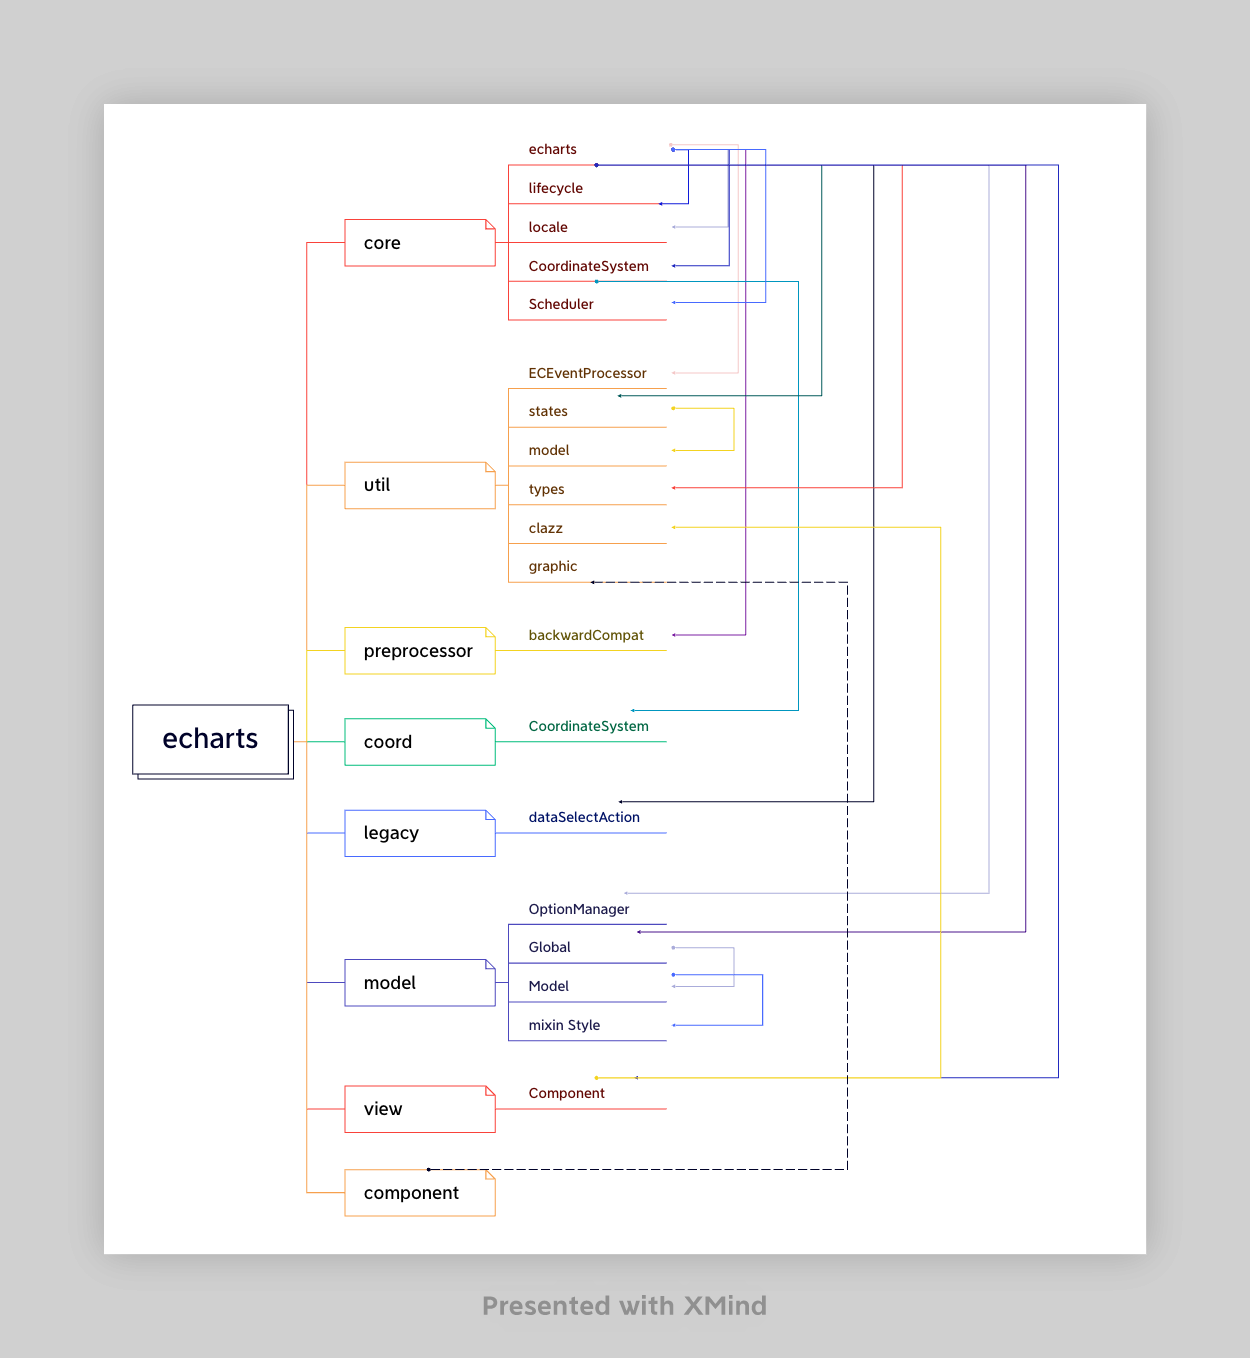 echarts
core
echarts
lifecycle
locale
CoordinateSystem
Scheduler
util
ECEventProcessor
states
model
types
clazz
graphic
preprocessor
backwardCompat
coord
CoordinateSystem
legacy
dataSelectAction
model
OptionManager
Global
Model
mixin Style
view
Component
component
Presented with XMind